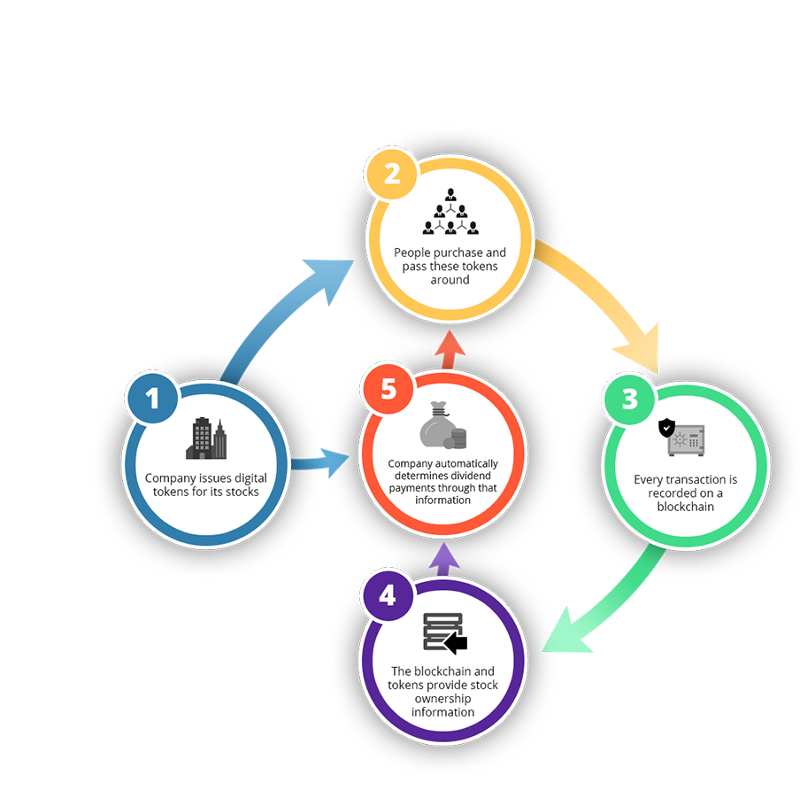 1
Company issues digital
tokens for its stocks
2
People purchase and
pass these tokens
around
3
Every transaction is
recorded on a
blockchain
4
The blockchain and
tokens provide stock
ownership
information
5
Company automatically
determines dividend
payments through that
information